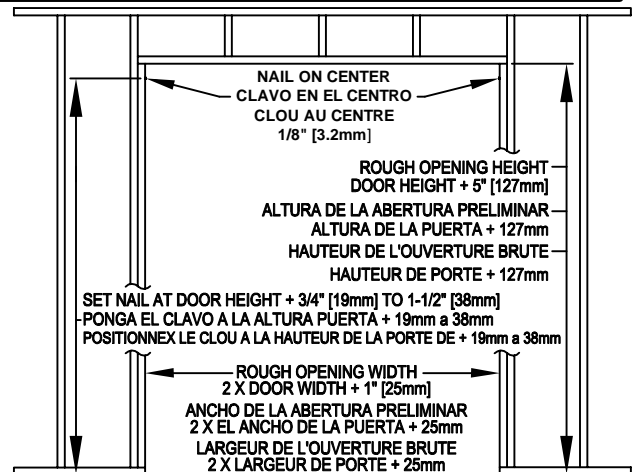 NAIL ON CENTER
CLAVO EN EL CENTRO
CLOU AU CENTRE
1/8" [3.2mm]
ROUGH OPENING HEIGHT
DOOR HEIGHT + 5" [127mm]
ALTURA DE LA ABERTURA PRELIMINAR
ALTURA DE LA PUERTA + 127mm
HAUTEUR DE L'OUVERTURE BRUTE
HAUTEUR DE PORTE + 127mm
SET NAIL AT DOOR HEIGHT + 3/4" [19mm] TO 1-1/2" [38mm]
PONGA EL CLAVO A LA ALTURA PUERTA + 19mm a 38mm
POSITIONNEX LE CLOU A LA HAUTEUR DE LA PORTE DE + 19mm a 38mm
ROUGH OPENING WIDTH
2 X DOOR WIDTH + 1" [25mm]
ANCHO DE LA ABERTURA PRELIMINAR
2 X EL ANCHO DE LA PUERTA + 25mm
LARGEUR DE L'OUVERTURE BRUTE
2 X LARGEUR DE PORTE + 25mm